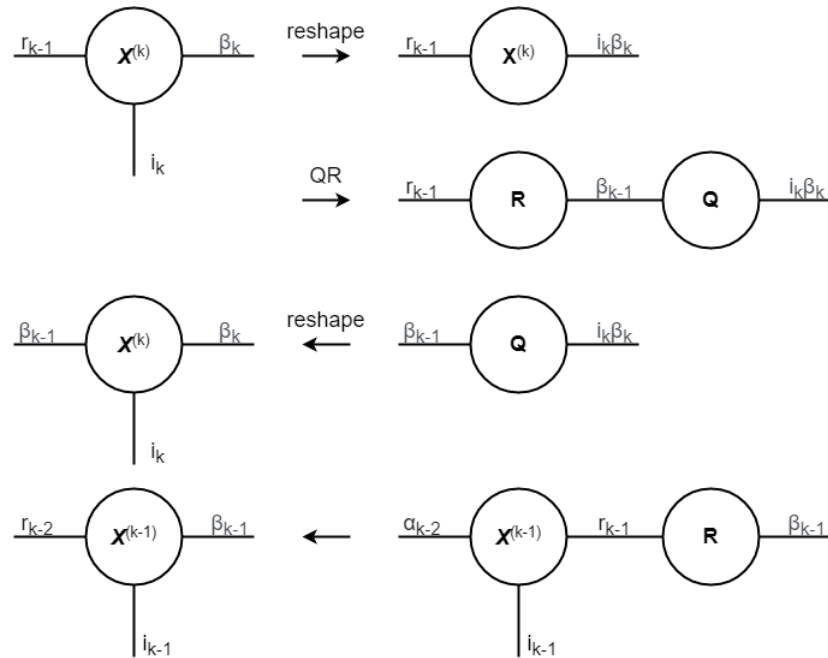 r_{k-1} X^{(k)} β_k reshape r_{k-1} X^{(k)} i_kβ_k
i_k
QR r_{k-1} R β_{k-1} Q i_kβ_k
β_{k-1} X^{(k)} β_k reshape β_{k-1} Q i_kβ_k
i_k
r_{k-2} X^{(k-1)} β_{k-1} α_{k-2} X^{(k-1)} r_{k-1} R β_{k-1}
i_{k-1} i_{k-1}